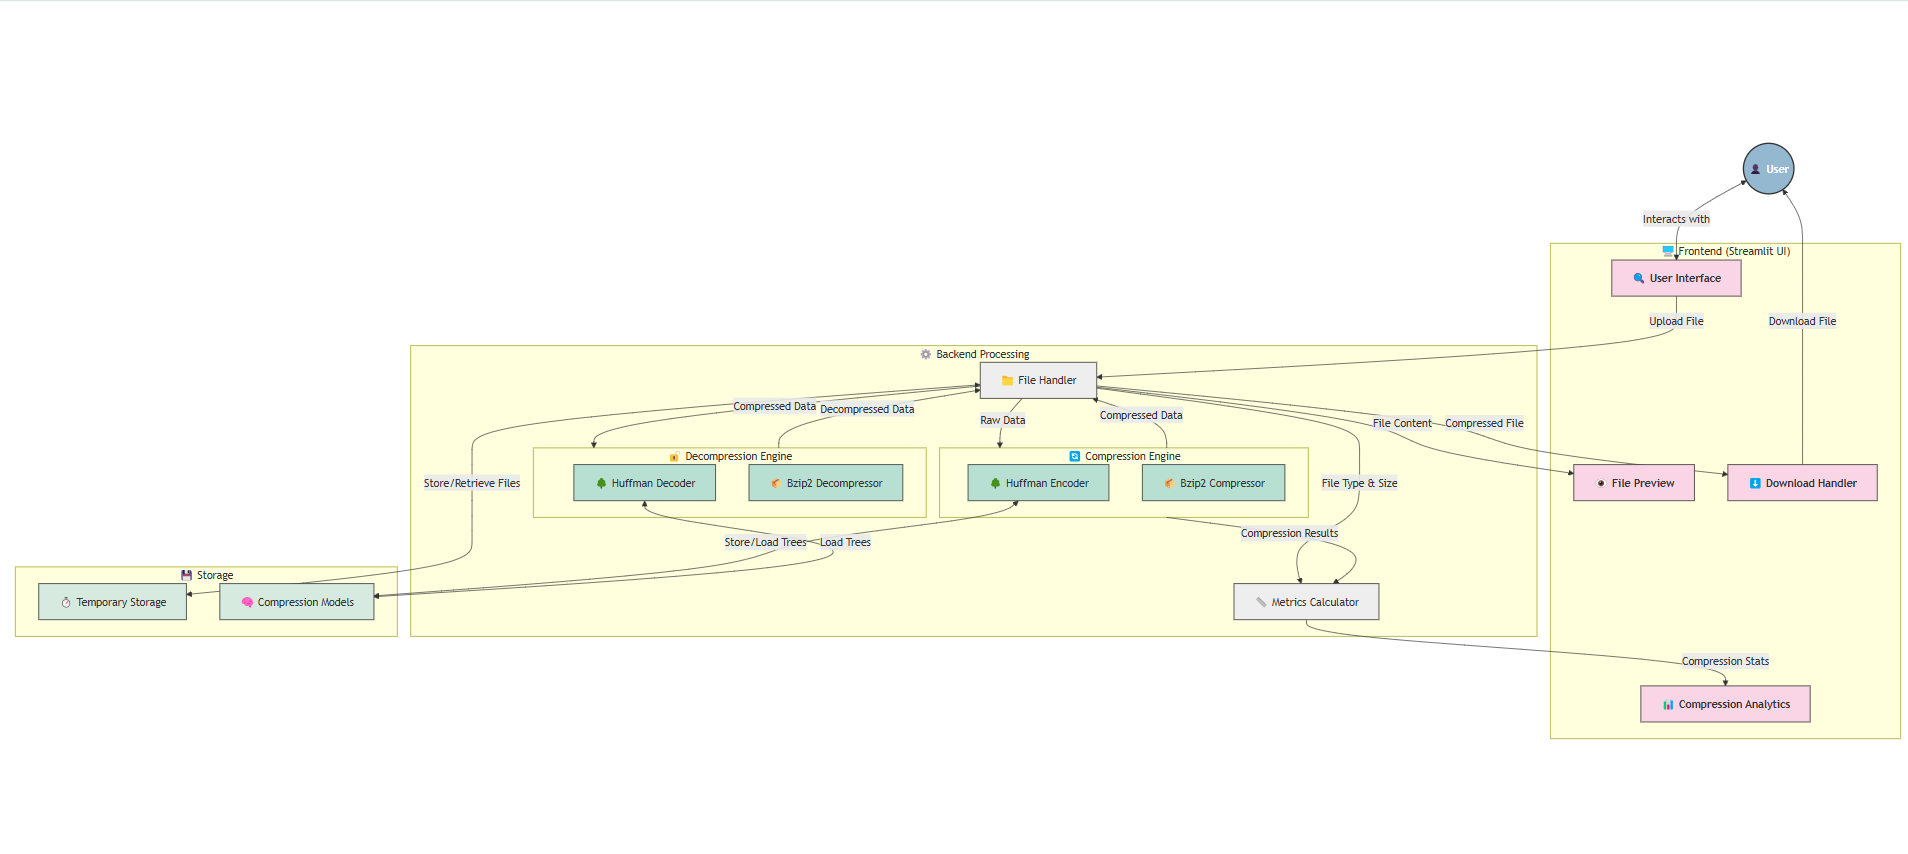 User
Interacts with
Frontend (Streamlit UI)
User Interface
Upload File
Download File
Backend Processing
File Handler
Compressed Data
Decompressed Data
Raw Data
Compressed Data
File Content
Compressed File
Decompression Engine
Compression Engine
Huffman Decoder
Bzip2 Decompressor
Huffman Encoder
Bzip2 Compressor
Store/Retrieve Files
File Type & Size
File Preview
Download Handler
Compression Results
Store/Load Trees
Load Trees
Storage
Temporary Storage
Compression Models
Metrics Calculator
Compression Stats
Compression Analytics